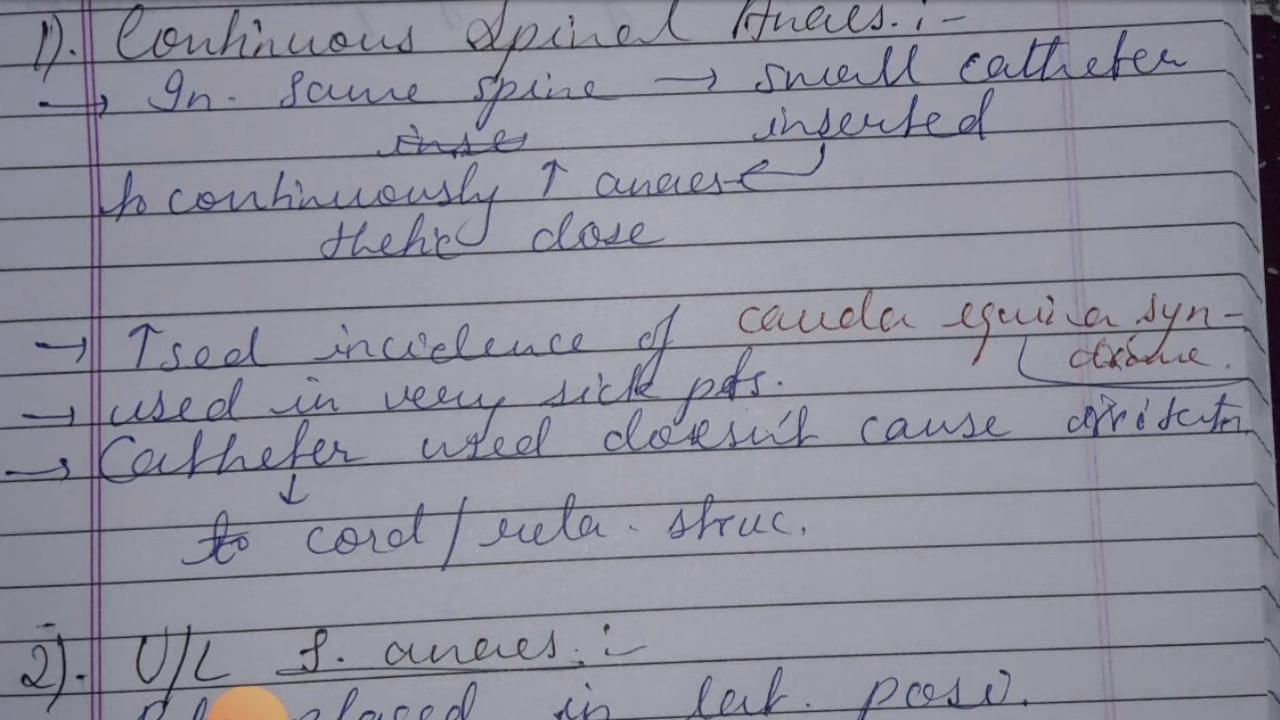 1). Continuous Spinal Anaes. :-
→ In same spine → small catheter
inserted
to continuously ↑ anaes-
thetic dose
→ ↑sed incidence of cauda equina syn-
drome.
→ used in very sick pts.
→ Catheter used doesn't cause
↓
to cord / struc.
2). U/L S. anaes. :-
placed in lat. posi.